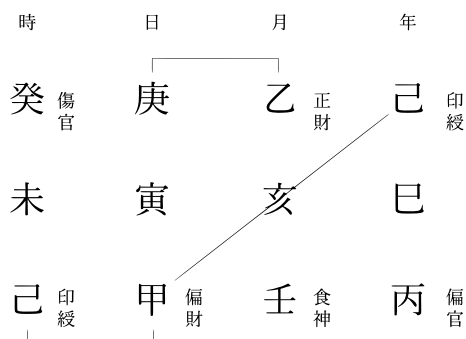 時 日 月 年
癸 傷官 庚 乙 正財 己 印綬
未 寅 亥 巳
己 印綬 甲 偏財 壬 食神 丙 偏官